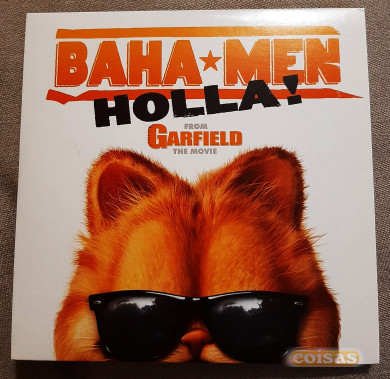 BAHA★MEN
HOLLA!
FROM
GARFIELD
THE MOVIE
coisas